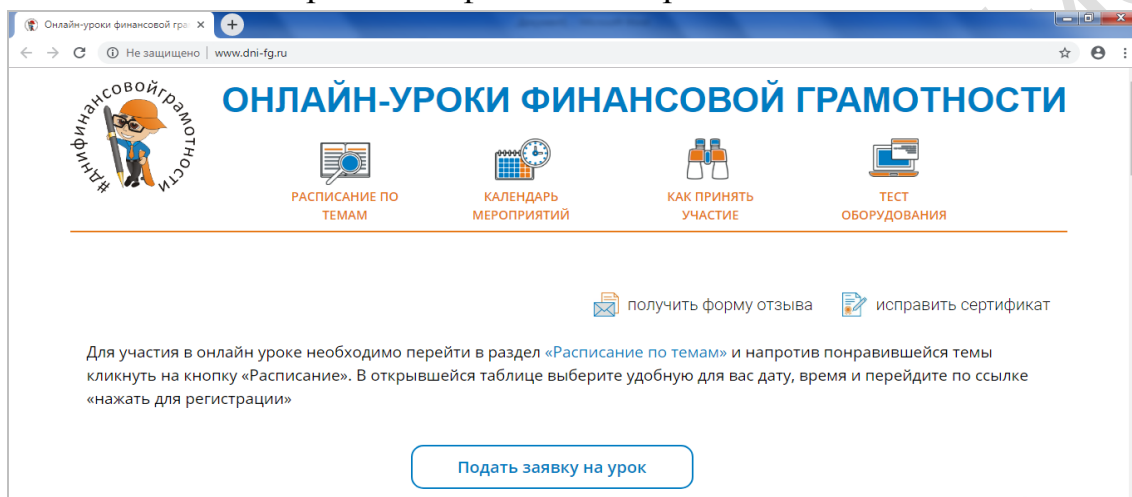 Онлайн-уроки финансовой гра
Не защищено | www.dni-fg.ru
#днифинансовойграмотности
ОНЛАЙН-УРОКИ ФИНАНСОВОЙ ГРАМОТНОСТИ
РАСПИСАНИЕ ПО
ТЕМАМ
КАЛЕНДАРЬ
МЕРОПРИЯТИЙ
КАК ПРИНЯТЬ
УЧАСТИЕ
ТЕСТ
ОБОРУДОВАНИЯ
получить форму отзыва
исправить сертификат
Для участия в онлайн уроке необходимо перейти в раздел «Расписание по темам» и напротив понравившейся темы
кликнуть на кнопку «Расписание». В открывшейся таблице выберите удобную для вас дату, время и перейдите по ссылке
«нажать для регистрации»
Подать заявку на урок